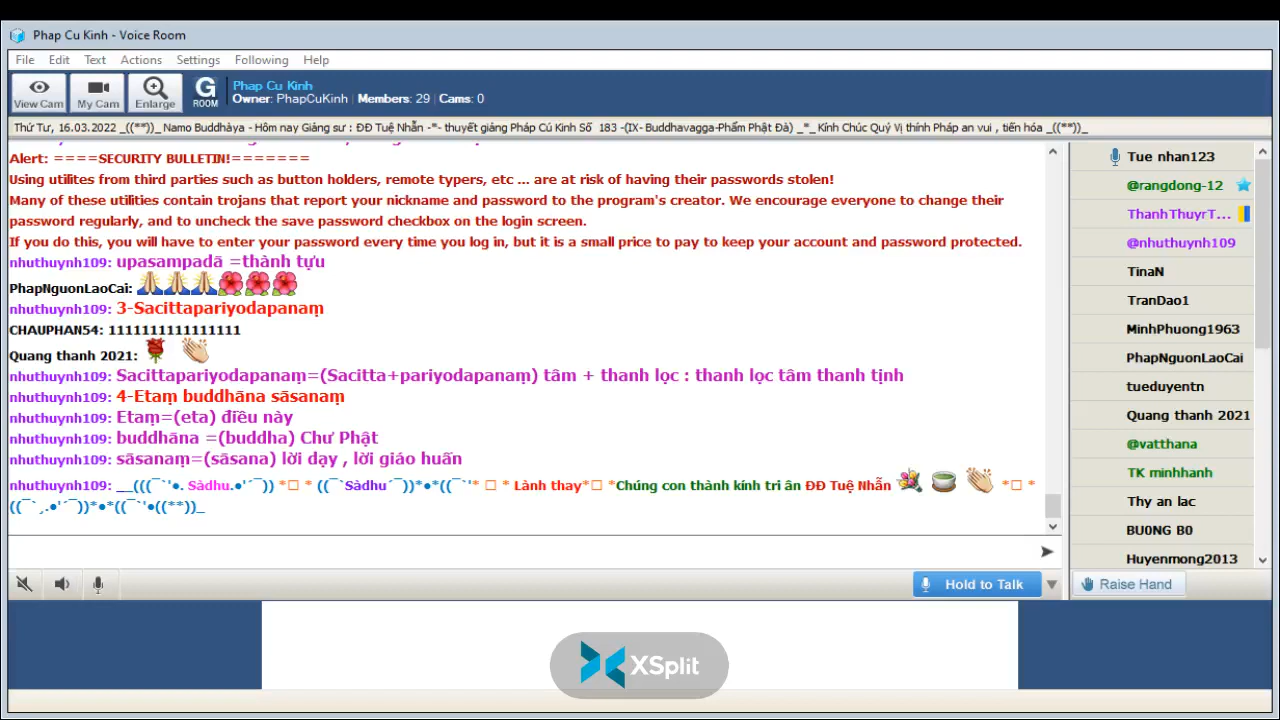 Phap Cu Kinh - Voice Room
File Edit Text Actions Settings Following Help
View Cam My Cam Enlarge G ROOM
Phap Cu Kinh
Owner: PhapCuKinh | Members: 29 | Cams: 0
Thứ Tư, 16.03.2022 _((**))_ Namo Buddhàya - Hôm nay Giảng sư : ĐĐ Tuệ Nhẫn -*- thuyết giảng Pháp Cú Kinh Số 183 -(IX- Buddhavagga-Phẩm Phật Đà) _*_ Kính Chúc Quý Vị thính Pháp an vui , tiến hóa _((**))_
Alert: ====SECURITY BULLETIN!=======
Using utilites from third parties such as button holders, remote typers, etc ... are at risk of having their passwords stolen!
Many of these utilities contain trojans that report your nickname and password to the program's creator. We encourage everyone to change their
password regularly, and to uncheck the save password checkbox on the login screen.
If you do this, you will have to enter your password every time you log in, but it is a small price to pay to keep your account and password protected.
nhuthuynh109: upasampadā =thành tựu
PhapNguonLaoCai: 🙏🙏🙏🌺🌺🌺
nhuthuynh109: 3-Sacittapariyodapanaṃ
CHAUPHAN54: 1111111111111111
Quang thanh 2021: 🌹 👏
nhuthuynh109: Sacittapariyodapanaṃ=(Sacitta+pariyodapanaṃ) tâm + thanh lọc : thanh lọc tâm thanh tịnh
nhuthuynh109: 4-Etaṃ buddhāna sāsanaṃ
nhuthuynh109: Etaṃ=(eta) điều này
nhuthuynh109: buddhāna =(buddha) Chư Phật
nhuthuynh109: sāsanaṃ=(sāsana) lời dạy , lời giáo huấn
nhuthuynh109: __(((¯`'•. Sàdhu.•'´¯)) *□ * ((¯`Sàdhu´¯))*•*((¯`'* □ * Lành thay*□ *Chúng con thành kính tri ân ĐĐ Tuệ Nhẫn 💐 🍵 👏 *□ *
((¯`¸.•'´¯))*•*((¯`'•((**))_
Hold to Talk
Tue nhan123
@rangdong-12
ThanhThuyrT...
@nhuthuynh109
TinaN
TranDao1
MinhPhuong1963
PhapNguonLaoCai
tueduyentn
Quang thanh 2021
@vatthana
TK minhhanh
Thy an lac
BU0NG B0
Huyenmong2013
Raise Hand
XSplit